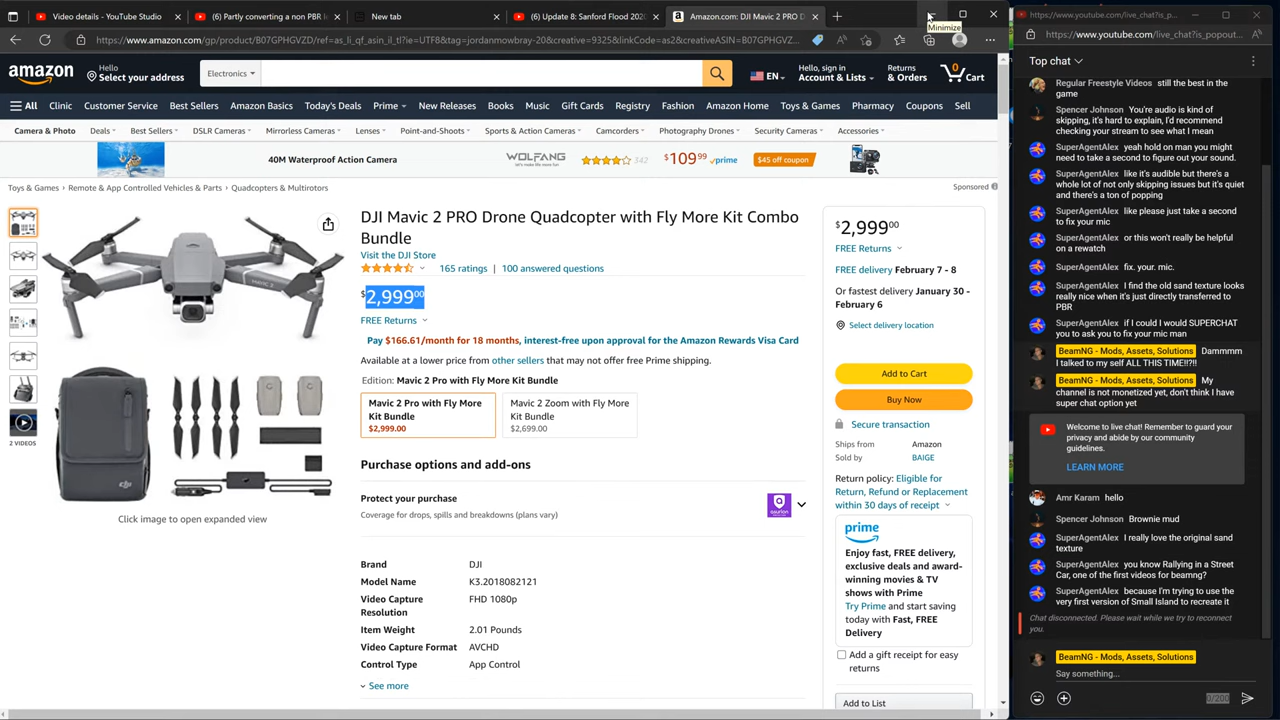 Video details - YouTube Studio
(6) Partly converting a non PBR l
New tab
(6) Update 8: Sanford Flood 2020
Amazon.com: DJI Mavic 2 PRO D
Minimize
https://www.youtube.com/live_chat?is_p...
https://www.amazon.com/gp/product/B07GPHGVZD/ref=as_li_qf_asin_il_tl?ie=UTF8&tag=jordanmowbray-20&creative=9325&linkCode=as2&creativeASIN=B07GPHGVZD...
https://www.youtube.com/live_chat?is_popout...
amazon
Hello
Select your address
Electronics
EN
Hello, sign in
Account & Lists
Returns
& Orders
0
Cart
All
Clinic
Customer Service
Best Sellers
Amazon Basics
Today's Deals
Prime
New Releases
Books
Music
Gift Cards
Registry
Fashion
Amazon Home
Toys & Games
Pharmacy
Coupons
Sell
Camera & Photo
Deals
Best Sellers
DSLR Cameras
Mirrorless Cameras
Lenses
Point-and-Shoots
Sports & Action Cameras
Camcorders
Photography Drones
Security Cameras
Accessories
40M Waterproof Action Camera
WOLFANG
342
$109.99
prime
$45 off coupon
Toys & Games › Remote & App Controlled Vehicles & Parts › Quadcopters & Multirotors
Sponsored
DJI Mavic 2 PRO Drone Quadcopter with Fly More Kit Combo
Bundle
Visit the DJI Store
165 ratings | 100 answered questions
$2,999.00
FREE Returns
Pay $166.61/month for 18 months, interest-free upon approval for the Amazon Rewards Visa Card
Available at a lower price from other sellers that may not offer free Prime shipping.
Edition: Mavic 2 Pro with Fly More Kit Bundle
Mavic 2 Pro with Fly More
Kit Bundle
$2,999.00
Mavic 2 Zoom with Fly More
Kit Bundle
$2,699.00
MAVIC 2
dji
2 VIDEOS
Click image to open expanded view
Purchase options and add-ons
Protect your purchase
Coverage for drops, spills and breakdowns (plans vary)
asurion
Brand DJI
Model Name K3.2018082121
Video Capture FHD 1080p
Resolution
Item Weight 2.01 Pounds
Video Capture Format AVCHD
Control Type App Control
See more
$2,999.00
FREE Returns
FREE delivery February 7 - 8
Or fastest delivery January 30 -
February 6
Select delivery location
Add to Cart
Buy Now
Secure transaction
Ships from Amazon
Sold by BAIGE
Return policy: Eligible for
Return, Refund or Replacement
within 30 days of receipt
prime
Enjoy fast, FREE delivery,
exclusive deals and award-
winning movies & TV
shows with Prime
Try Prime and start saving
today with Fast, FREE
Delivery
Add a gift receipt for easy
returns
Add to List
Top chat
Regular Freestyle Videos still the best in the
game
Spencer Johnson You're audio is kind of
skipping, it's hard to explain, I'd recommend
checking your stream to see what I mean
SuperAgentAlex yeah hold on man you might
need to take a second to figure out your sound.
SuperAgentAlex like it's audible but there's a
whole lot of not only skipping issues but it's quiet
and there's a ton of popping
SuperAgentAlex like please just take a second
to fix your mic
SuperAgentAlex or this won't really be helpful
on a rewatch
SuperAgentAlex fix. your. mic.
SuperAgentAlex I find the old sand texture looks
really nice when it's just directly transferred to
PBR
SuperAgentAlex if I could I would SUPERCHAT
you to ask you to fix your mic man
BeamNG - Mods, Assets, Solutions Dammmm
I talked to my self ALL THIS TIME!!?!!
BeamNG - Mods, Assets, Solutions My
channel is not monetized yet, don't think I have
super chat option yet
Welcome to live chat! Remember to guard your
privacy and abide by our community
guidelines.
LEARN MORE
Amr Karam hello
Spencer Johnson Brownie mud
SuperAgentAlex I really love the original sand
texture
SuperAgentAlex you know Rallying in a Street
Car, one of the first videos for beamng?
SuperAgentAlex because I'm trying to use the
very first version of Small Island to recreate it
Chat disconnected. Please wait while we try to reconnect
you.
BeamNG - Mods, Assets, Solutions
Say something...
0/200